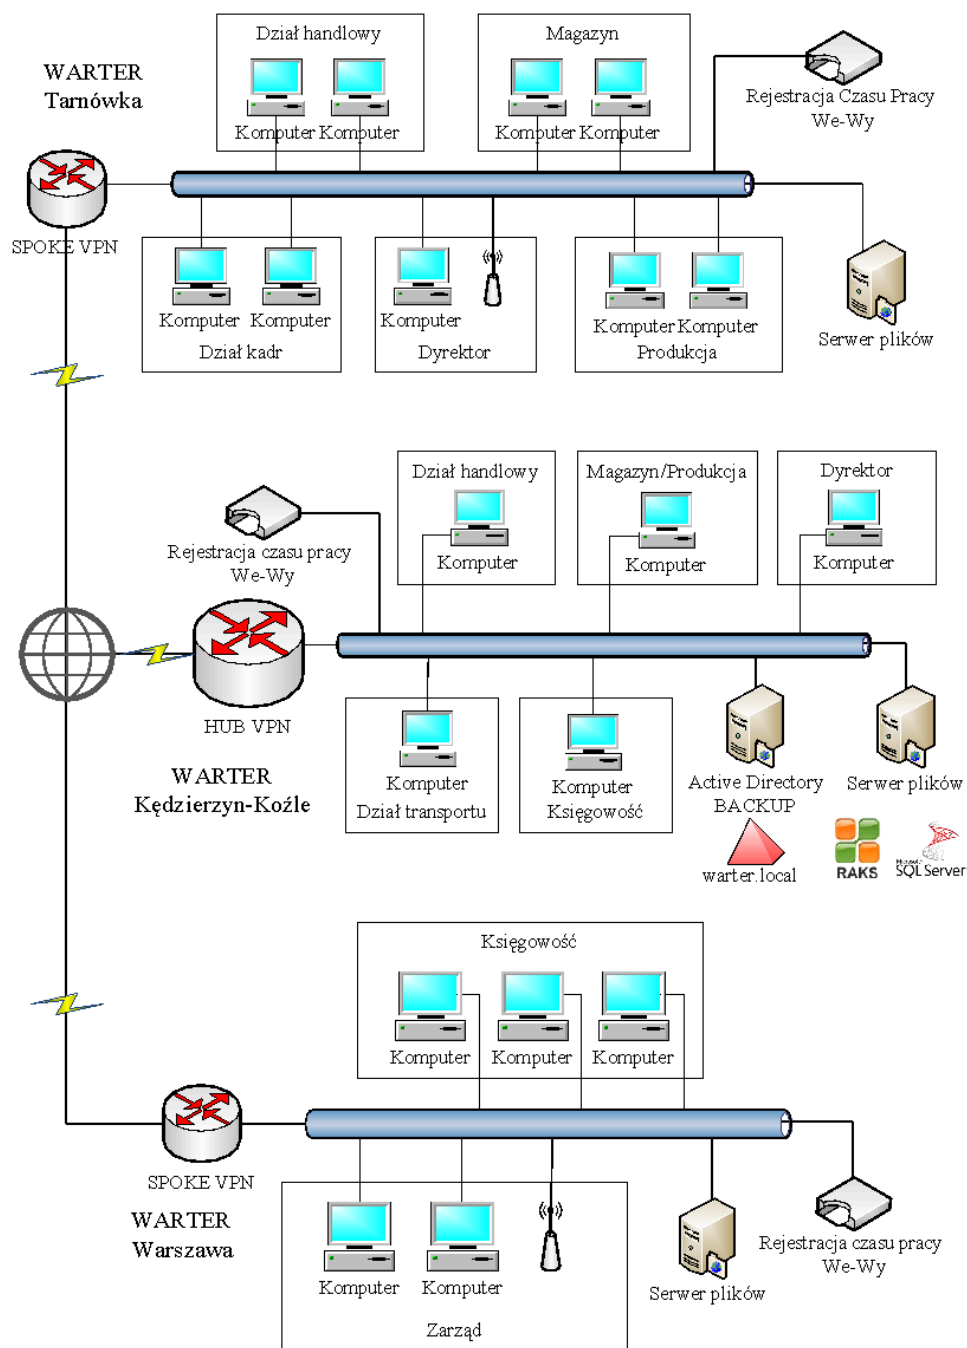 Dział handlowy
Magazyn
WARTER
Tarnówka
Rejestracja Czasu Pracy
We-Wy
Komputer Komputer
Komputer Komputer
SPOKE VPN
Komputer Komputer
Dział kadr
Komputer
Dyrektor
Komputer Komputer
Produkcja
Serwer plików
Dział handlowy
Komputer
Magazyn/Produkcja
Komputer
Dyrektor
Komputer
Rejestracja czasu pracy
We-Wy
HUB VPN
WARTER
Kędzierzyn-Koźle
Komputer
Dział transportu
Komputer
Księgowość
Active Directory
BACKUP
warter.local
Serwer plików
RAKS
Microsoft
SQL Server
Księgowość
Komputer Komputer Komputer
SPOKE VPN
WARTER
Warszawa
Komputer Komputer
Zarząd
Serwer plików
Rejestracja czasu pracy
We-Wy